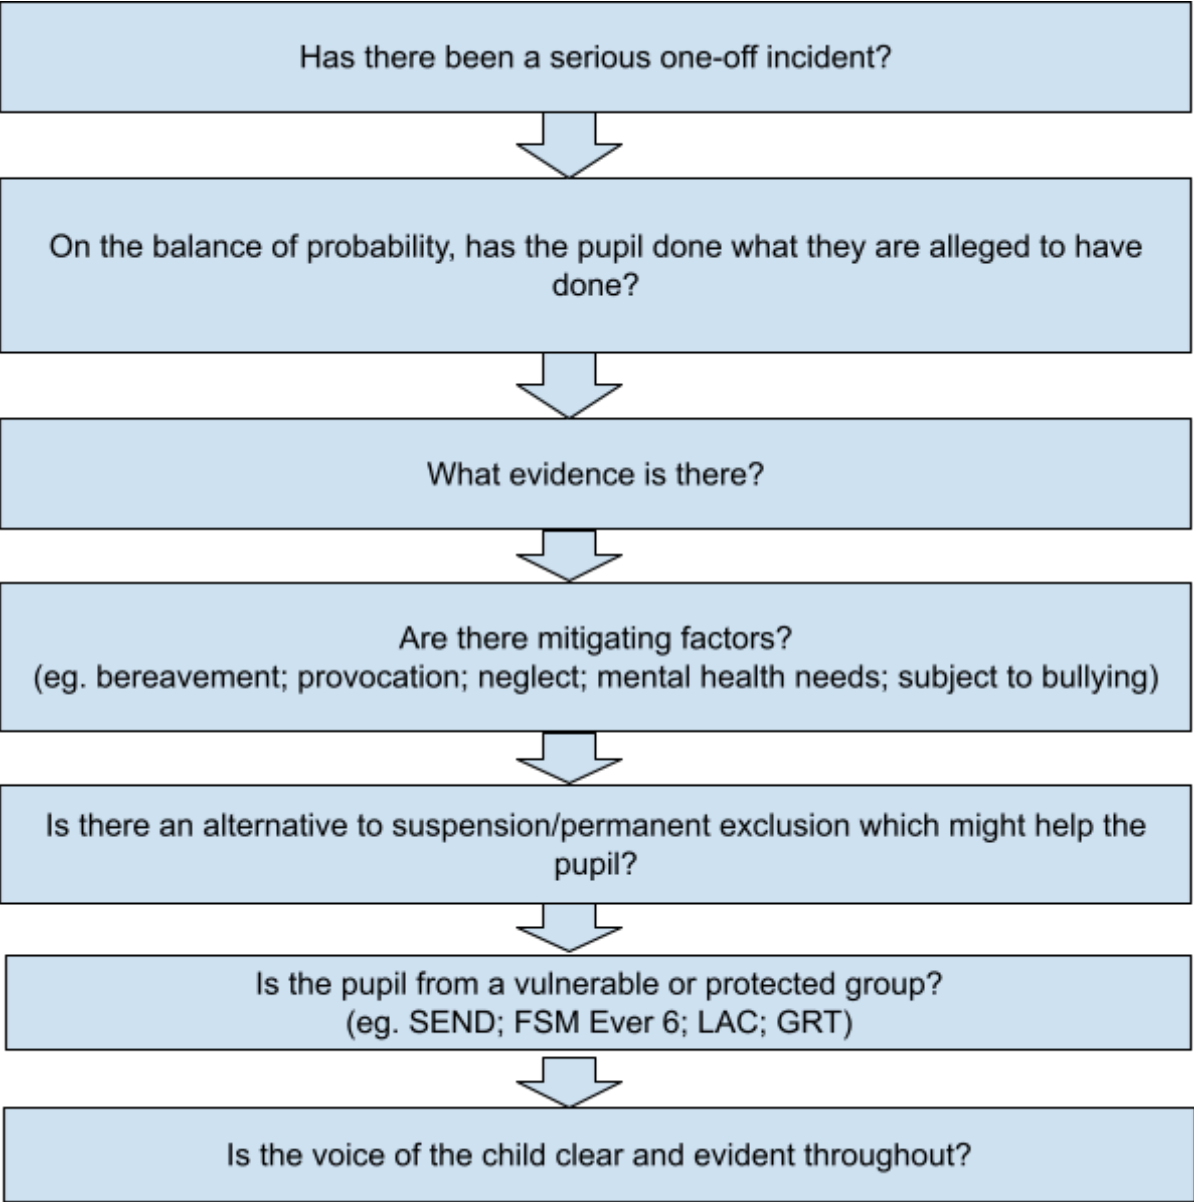 Has there been a serious one-off incident?
On the balance of probability, has the pupil done what they are alleged to have
done?
What evidence is there?
Are there mitigating factors?
(eg. bereavement; provocation; neglect; mental health needs; subject to bullying)
Is there an alternative to suspension/permanent exclusion which might help the
pupil?
Is the pupil from a vulnerable or protected group?
(eg. SEND; FSM Ever 6; LAC; GRT)
Is the voice of the child clear and evident throughout?